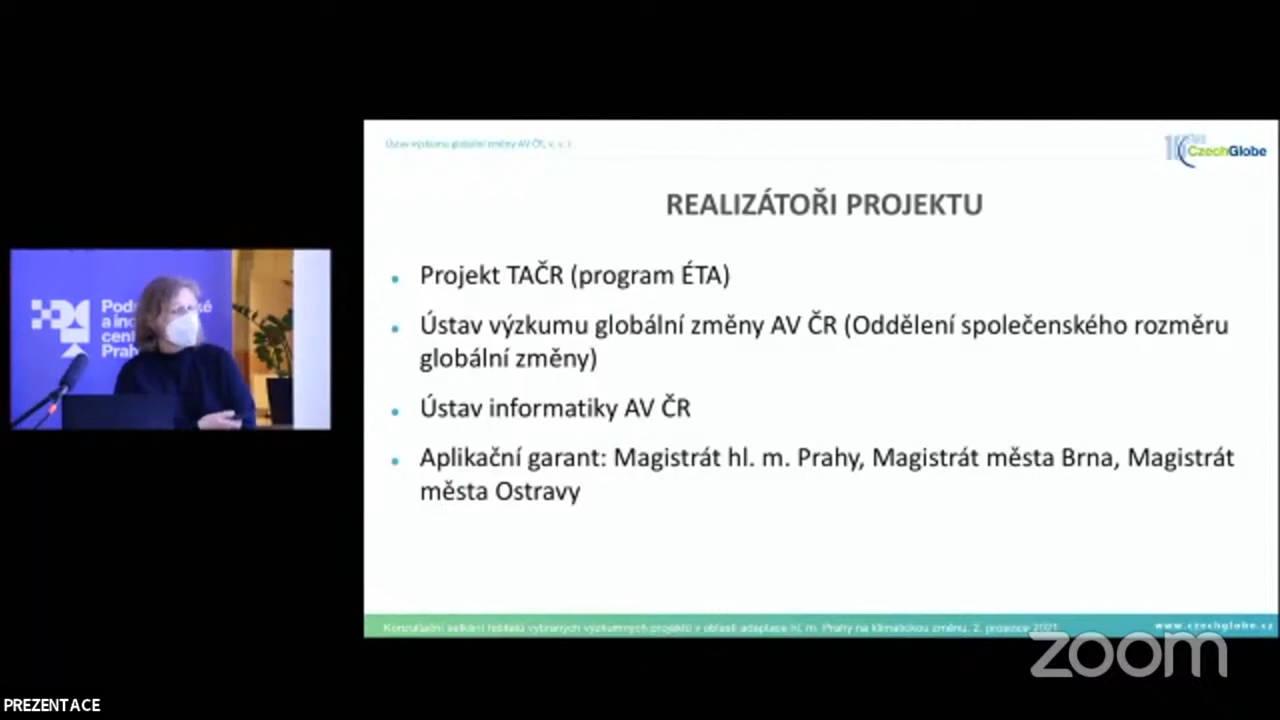 Ústav výzkumu globální změny AV ČR, v. v. i.
CzechGlobe
REALIZÁTOŘI PROJEKTU
Projekt TAČR (program ÉTA)
Ústav výzkumu globální změny AV ČR (Oddělení společenského rozměru
globální změny)
Ústav informatiky AV ČR
Aplikační garant: Magistrát hl. m. Prahy, Magistrát města Brna, Magistrát
města Ostravy
a
Konzultační setkání řešitelů vybraných výzkumných projektů v oblasti adaptace hl. m. Prahy na klimatickou změnu, 2. prosince 2021
www.czechglobe.cz
zoom
PREZENTACE